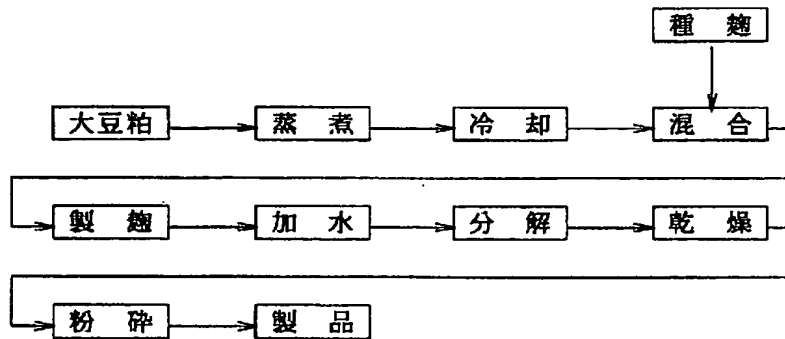 種麹
大豆粕 蒸煮 冷却 混合
製麹 加水 分解 乾燥
粉砕 製品